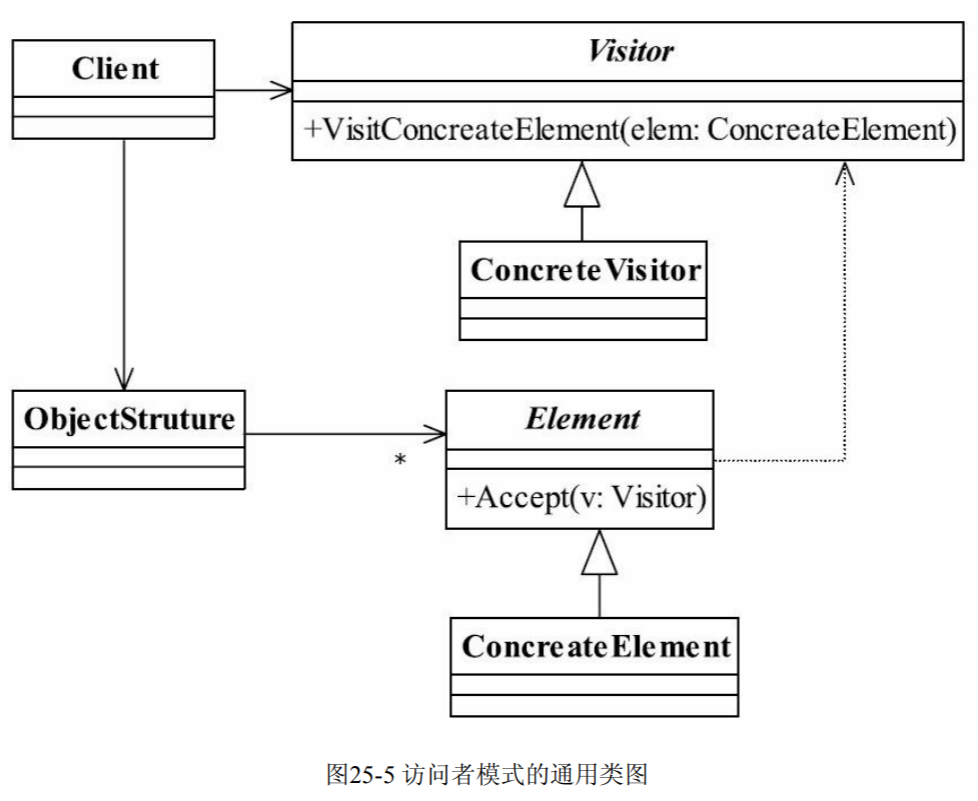 Client
Visitor
+VisitConcreateElement(elem: ConcreateElement)
ConcreteVisitor
ObjectStruture
*
Element
+Accept(v: Visitor)
ConcreateElement
图25-5 访问者模式的通用类图